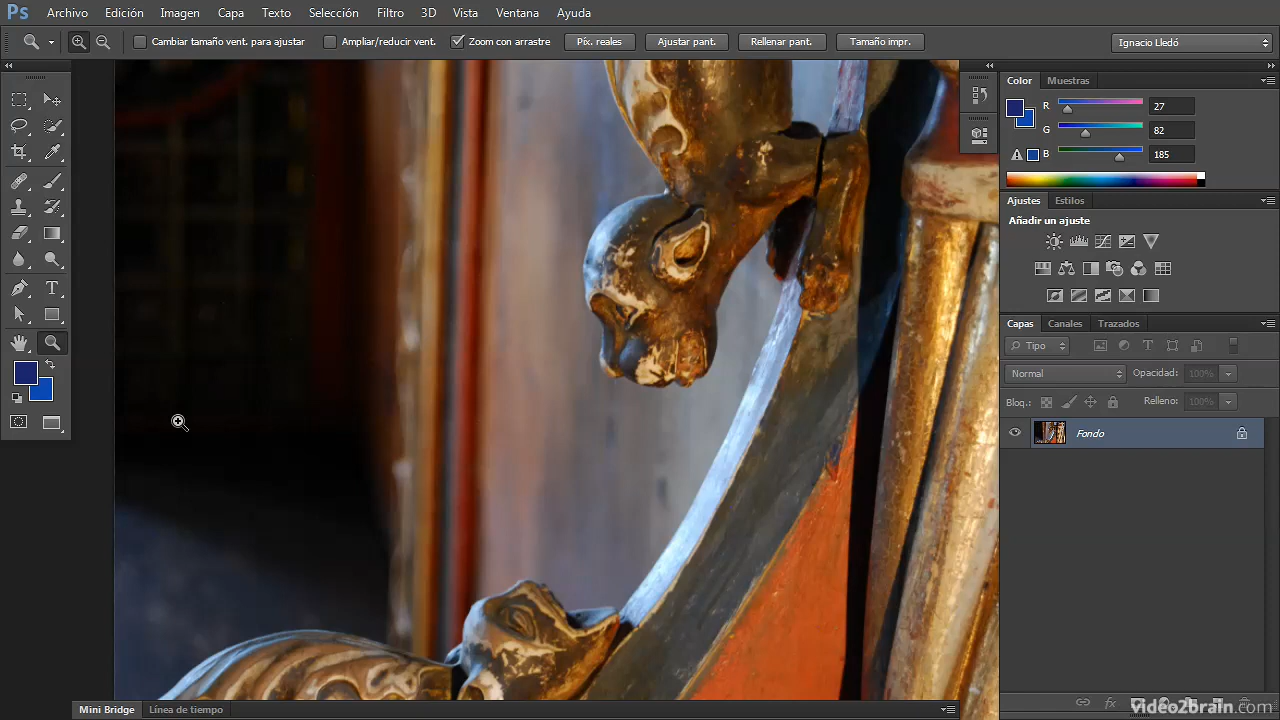 Ps Archivo Edición Imagen Capa Texto Selección Filtro 3D Vista Ventana Ayuda
Cambiar tamaño vent. para ajustar Ampliar/reducir vent. Zoom con arrastre Píx. reales Ajustar pant. Rellenar pant. Tamaño impr. Ignacio Lledó
Color Muestras
R 27
G 82
B 185
Ajustes Estilos
Añadir un ajuste
Capas Canales Trazados
Tipo
Normal Opacidad: 100%
Bloq.: Relleno: 100%
Fondo
Mini Bridge Línea de tiempo
video2brain.com